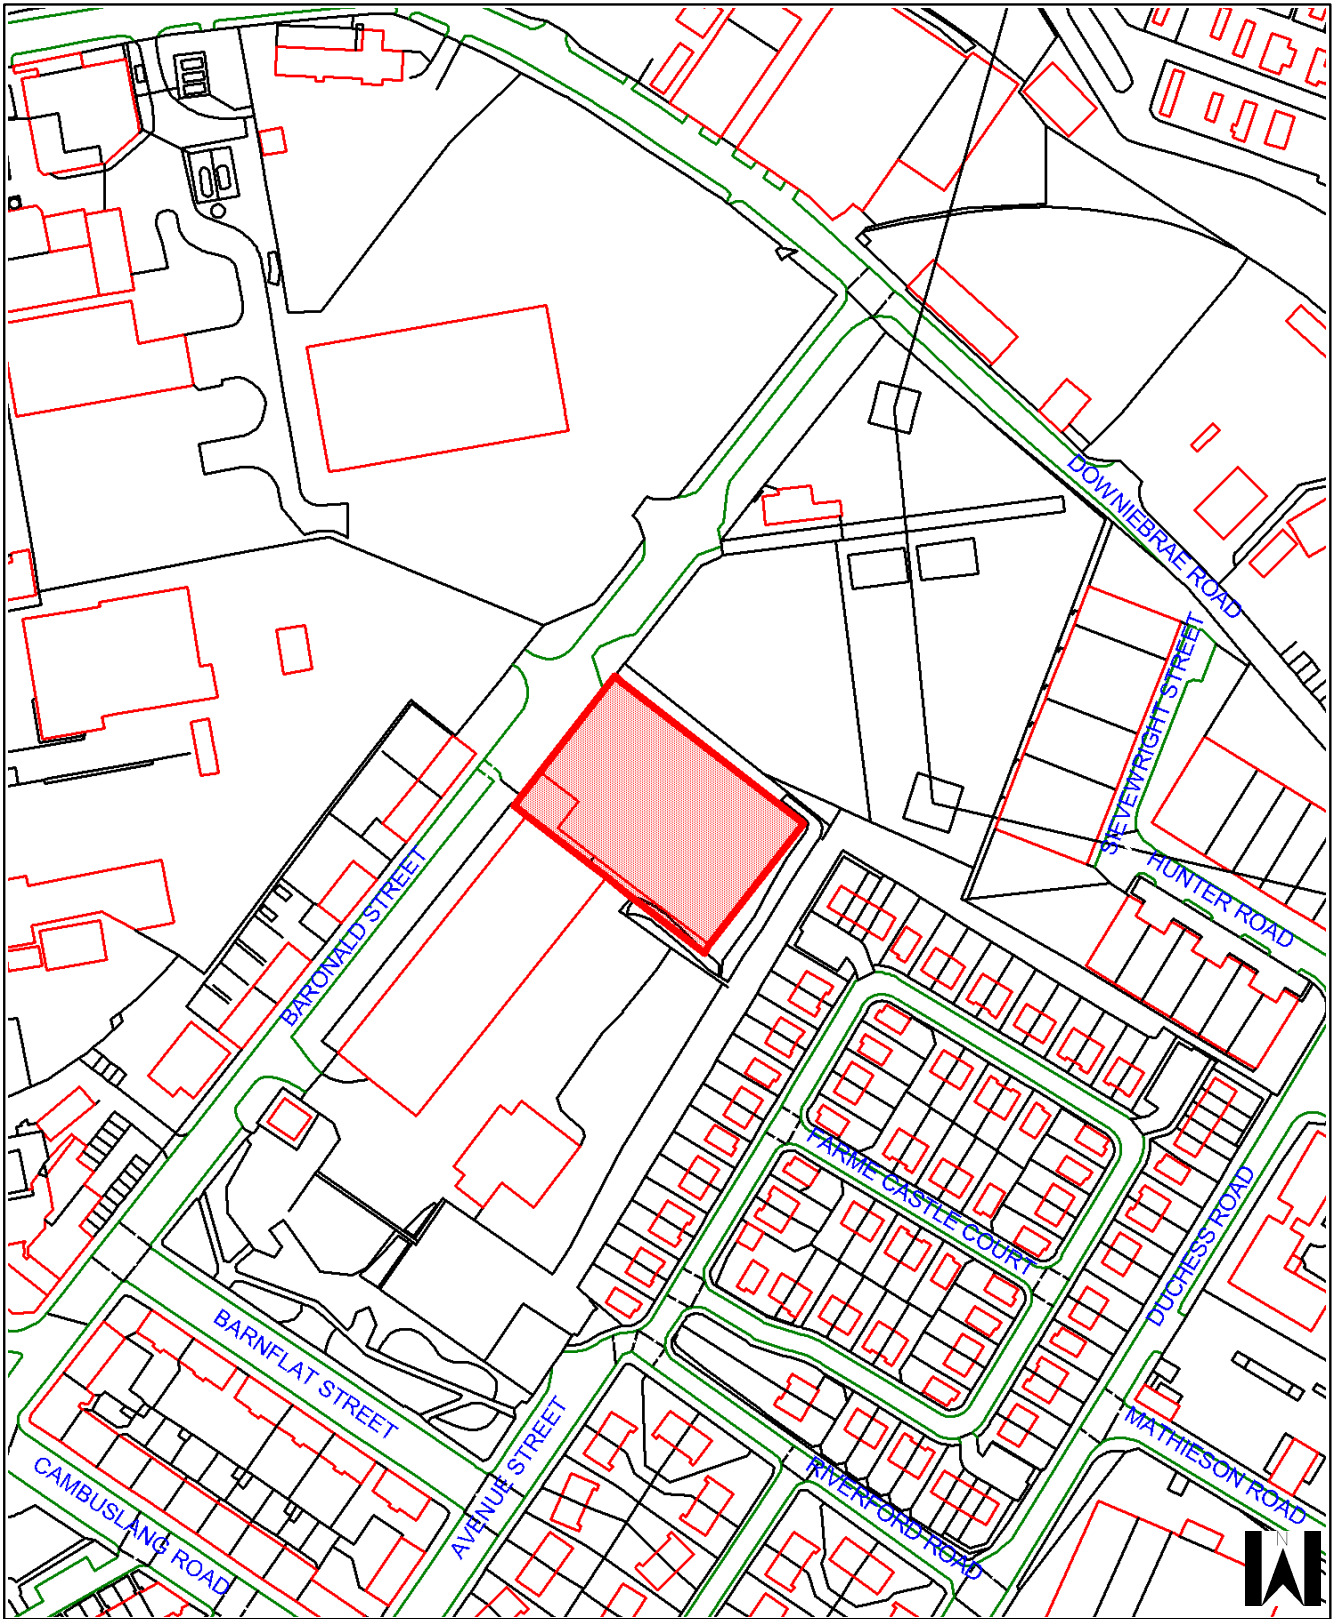 DOWNIEBRAE ROAD
SIEVEWRIGHT STREET
HUNTER ROAD
BARONALD STREET
FARME CASTLE COURT
DUCHESS ROAD
BARNFLAT STREET
AVENUE STREET
MATHIESON ROAD
RIVERFORD ROAD
CAMBUSLANG ROAD
N